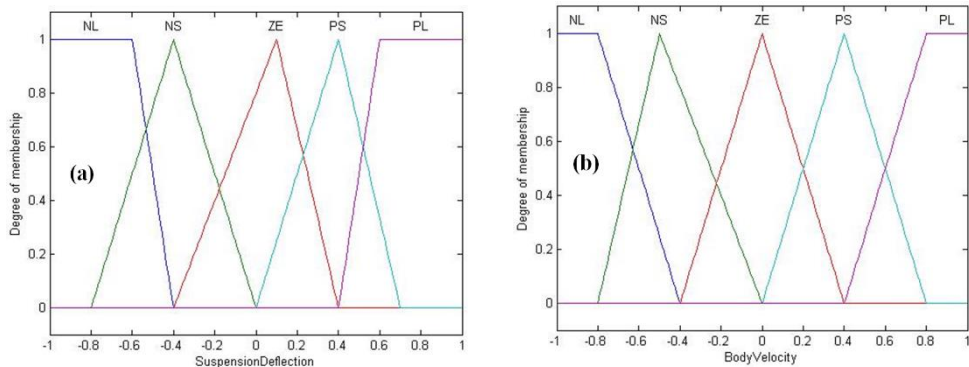 NL NS ZE PS PL
1
0.8
0.6
0.4
0.2
0
Degree of membership
(a)
-1 -0.8 -0.6 -0.4 -0.2 0 0.2 0.4 0.6 0.8 1
SuspensionDeflection
NL NS ZE PS PL
1
0.8
0.6
0.4
0.2
0
Degree of membership
(b)
-1 -0.8 -0.6 -0.4 -0.2 0 0.2 0.4 0.6 0.8 1
BodyVelocity